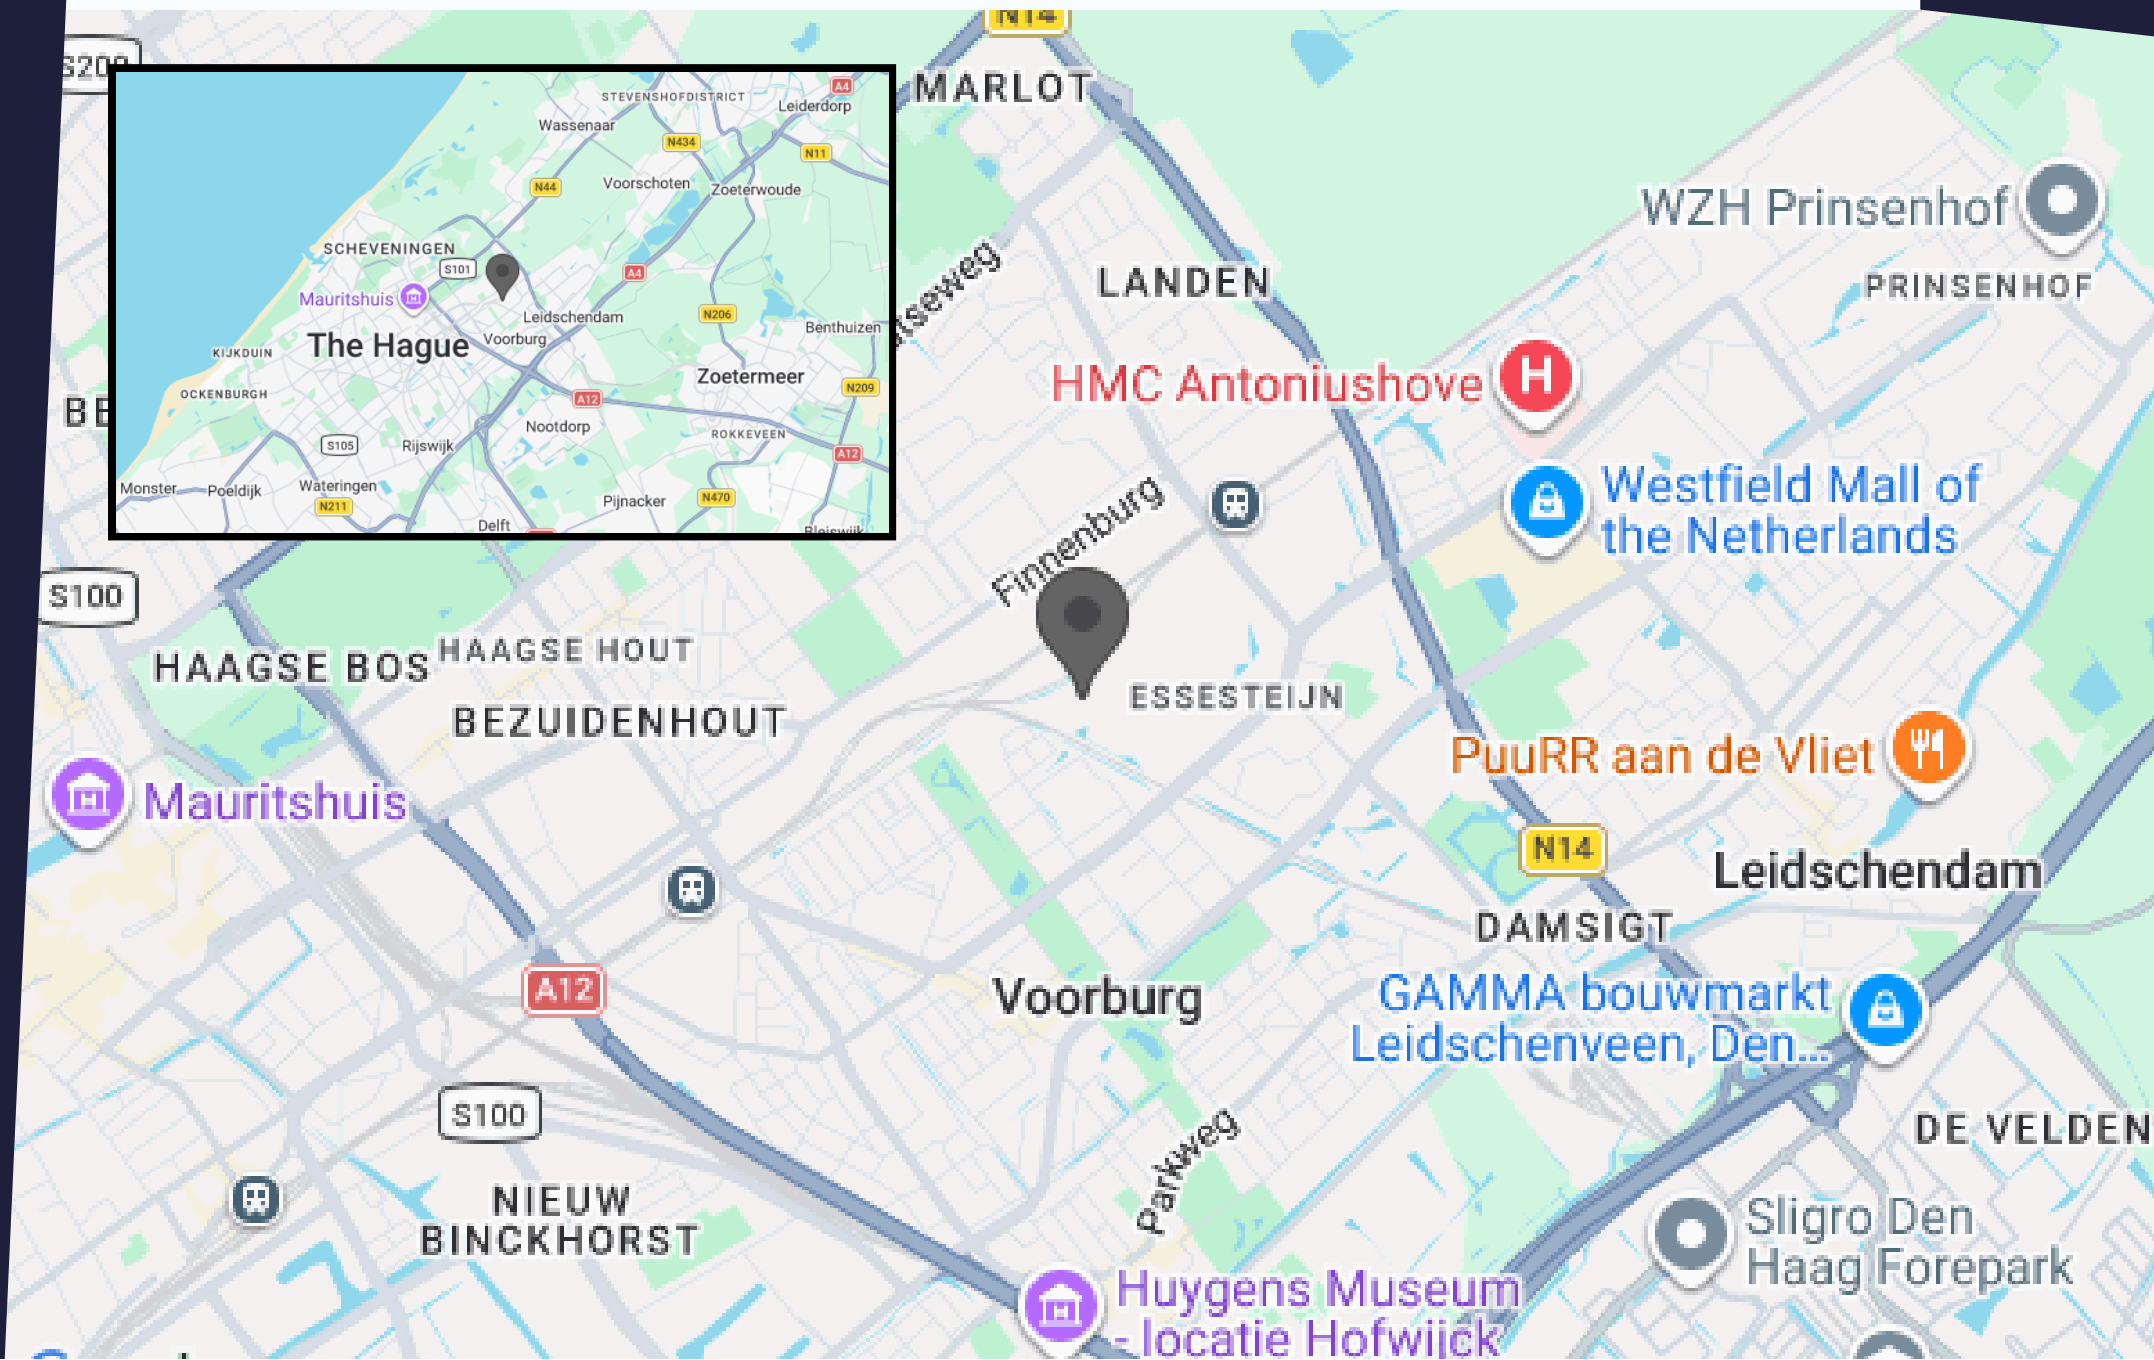 N14
S200
MARLOT
STEVENSHOFDISTRICT
A4
Leiderdorp
Wassenaar
N434
N11
N44
Voorschoten
Zoeterwoude
SCHEVENINGEN
S101
A4
Mauritshuis
Leidschendam
N206
Benthuizen
The Hague
Voorburg
KIJKDUIN
Zoetermeer
OCKENBURGH
N209
A12
Nootdorp
ROKKEVEEN
S105
Rijswijk
A12
Monster
Poeldijk
Wateringen
N211
Pijnacker
N470
Delft
Bleiswijk
WZH Prinsenhof
PRINSENHOF
LANDEN
HMC Antoniushove
Westfield Mall of
the Netherlands
Finnenburg
S100
HAAGSE BOS
HAAGSE HOUT
BEZUIDENHOUT
ESSESTEIJN
PuuRR aan de Vliet
Mauritshuis
N14
Leidschendam
DAMSIGT
A12
Voorburg
GAMMA bouwmarkt
Leidschenveen, Den...
S100
Parkweg
DE VELDEN
NIEUW
BINCKHORST
Sligro Den
Haag Forepark
Huygens Museum
- locatie Hofwijck